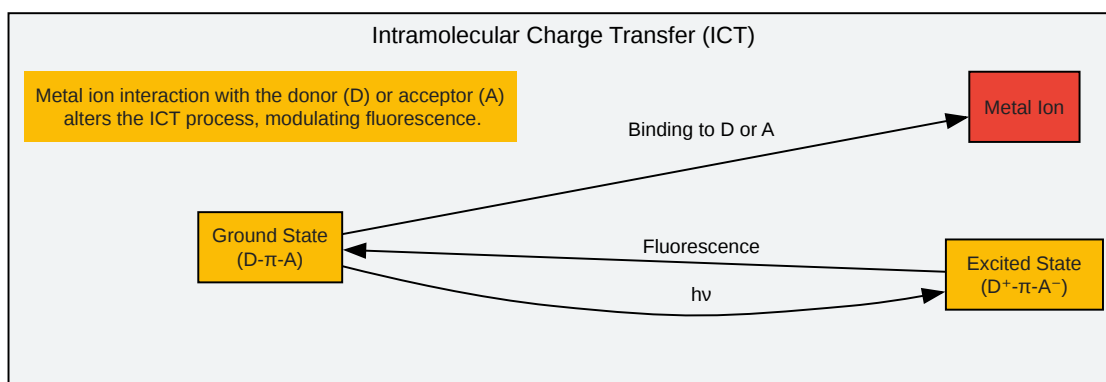 Intramolecular Charge Transfer (ICT)
Metal ion interaction with the donor (D) or acceptor (A)
alters the ICT process, modulating fluorescence.
Metal Ion
Binding to D or A
Ground State
(D-π-A)
Fluorescence
Excited State
(D⁺-π-A⁻)
hν